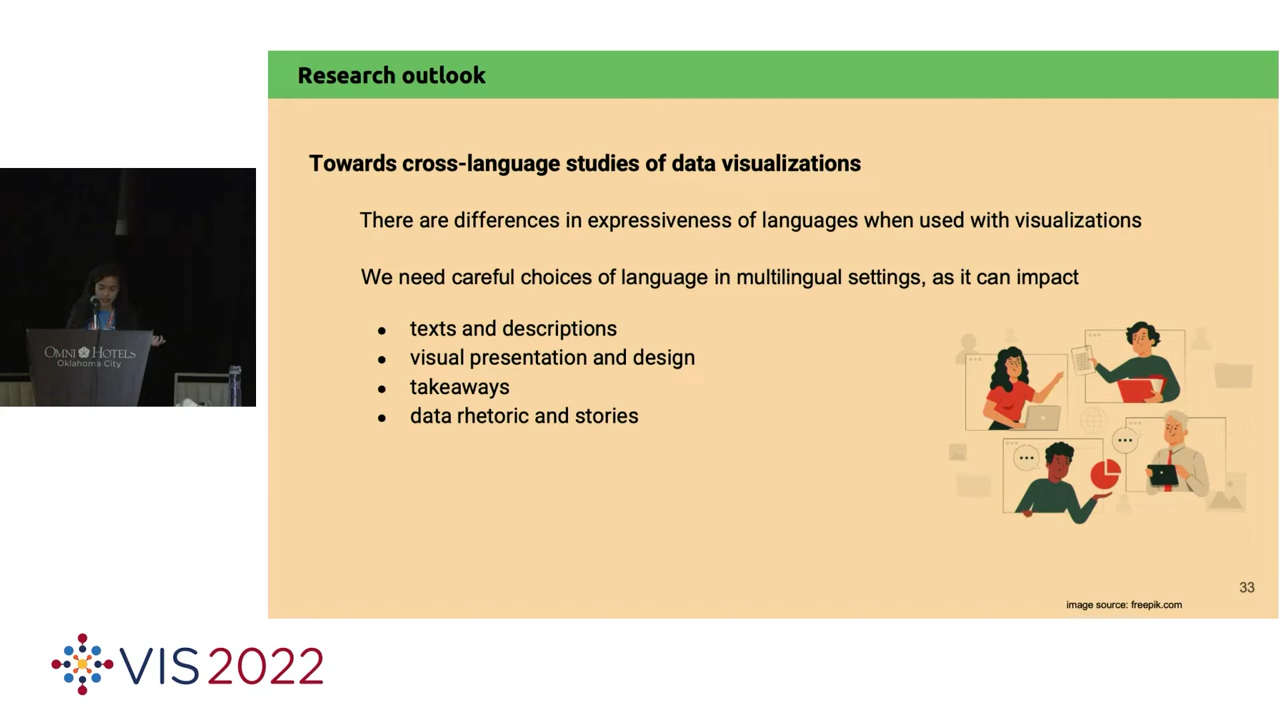 Research outlook
Towards cross-language studies of data visualizations
There are differences in expressiveness of languages when used with visualizations
We need careful choices of language in multilingual settings, as it can impact
● texts and descriptions
● visual presentation and design
● takeaways
● data rhetoric and stories
OMNI HOTELS
Oklahoma City
33
image source: freepik.com
VIS2022